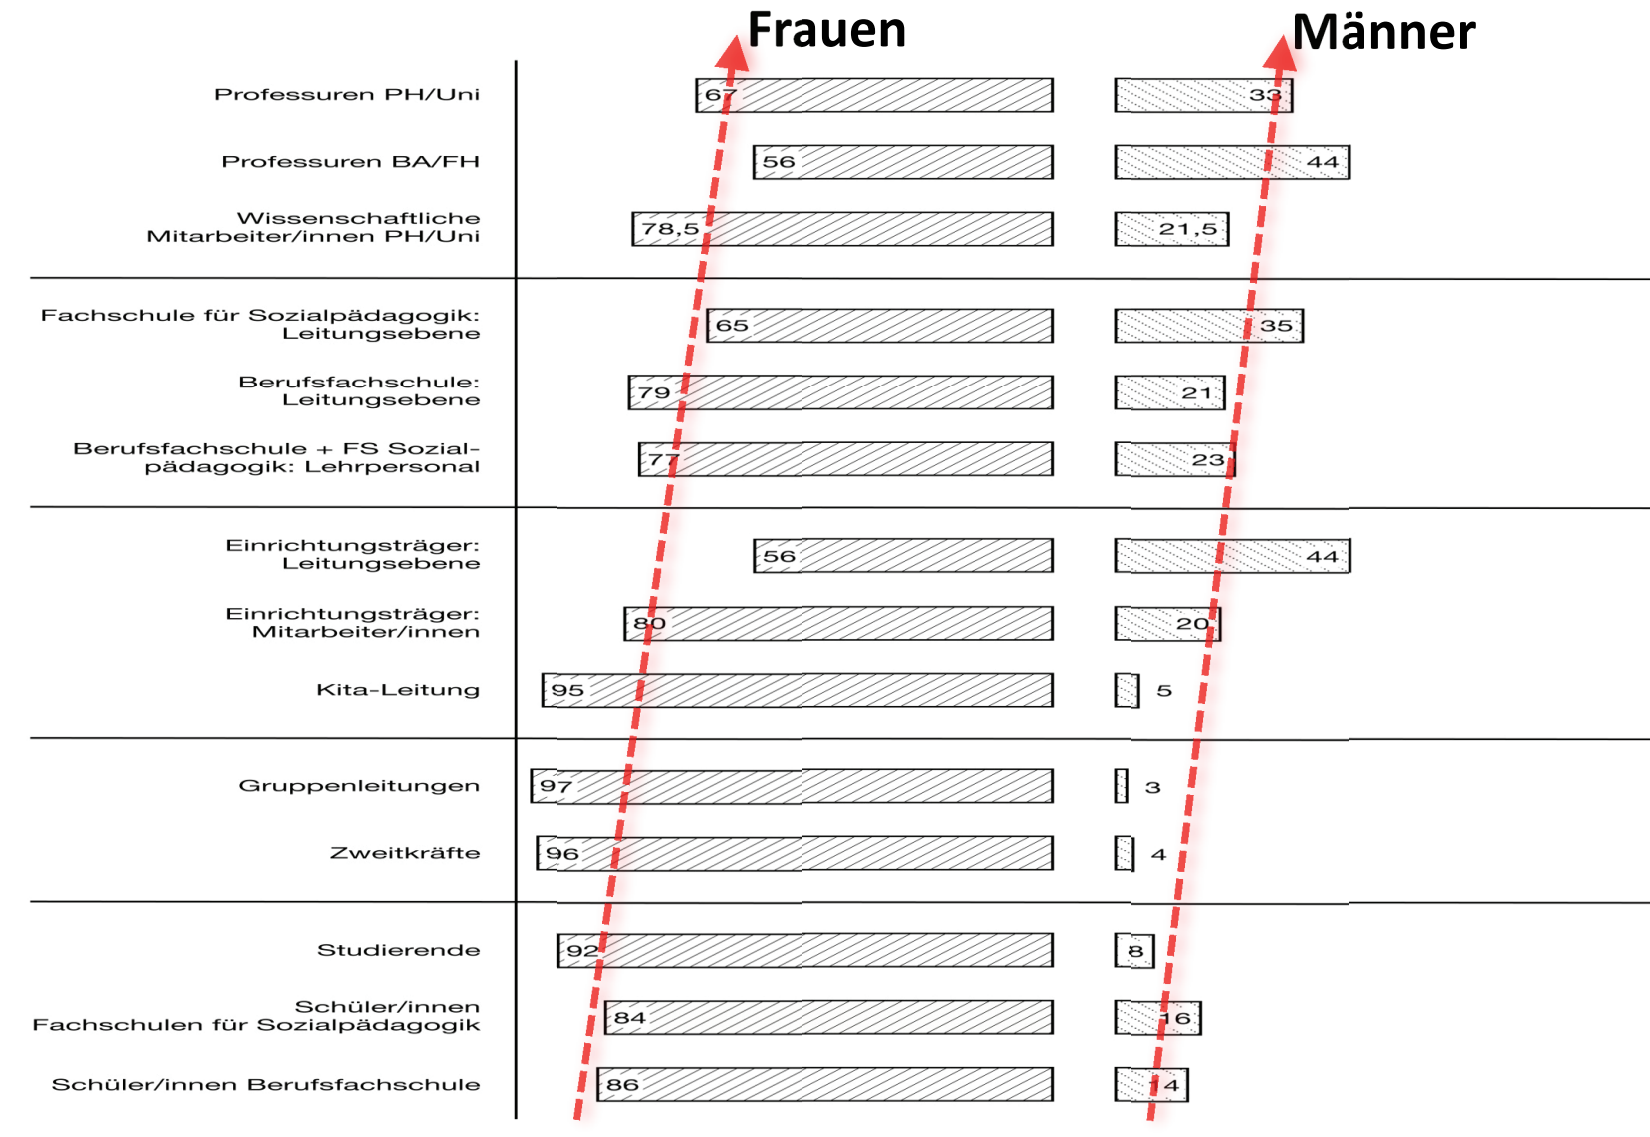 Frauen Männer
Professuren PH/Uni 67 33
Professuren BA/FH 56 44
Wissenschaftliche
Mitarbeiter/innen PH/Uni 78,5 21,5
Fachschule für Sozialpädagogik:
Leitungsebene 65 35
Berufsfachschule:
Leitungsebene 79 21
Berufsfachschule + FS Sozial-
pädagogik: Lehrpersonal 77 23
Einrichtungsträger:
Leitungsebene 56 44
Einrichtungsträger:
Mitarbeiter/innen 80 20
Kita-Leitung 95 5
Gruppenleitungen 97 3
Zweitkräfte 96 4
Studierende 92 8
Schüler/innen
Fachschulen für Sozialpädagogik 84 16
Schüler/innen Berufsfachschule 86 14